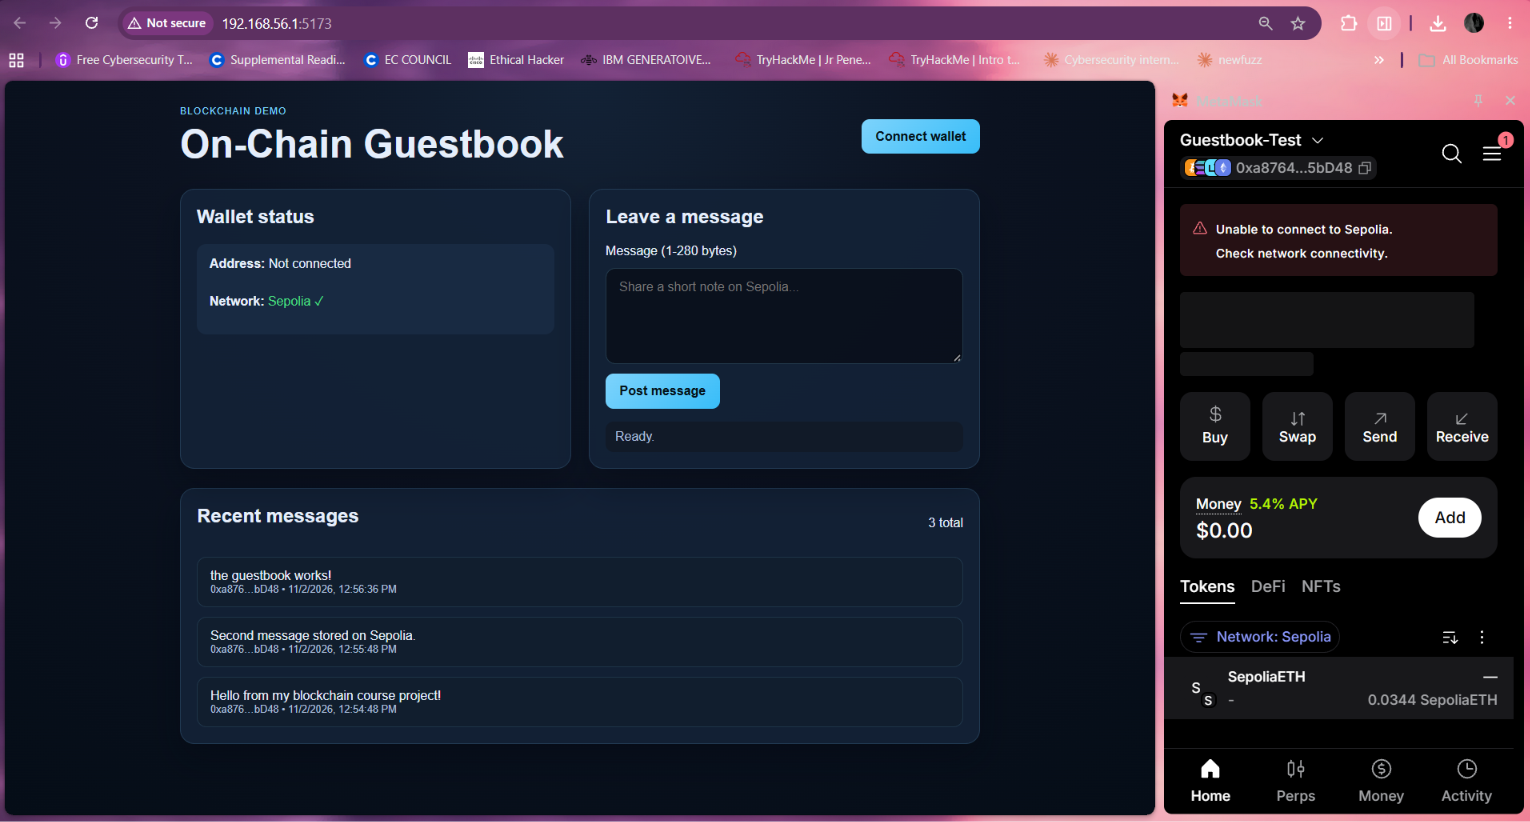 Not secure
192.168.56.1:5173
Free Cybersecurity T...
Supplemental Readi...
EC COUNCIL
Ethical Hacker
IBM GENERATOIVE...
TryHackMe | Jr Pene...
TryHackMe | Intro t...
Cybersecurity intern...
newfuzz
All Bookmarks
BLOCKCHAIN DEMO
On-Chain Guestbook
Connect wallet
Wallet status
Address: Not connected
Network: Sepolia ✓
Leave a message
Message (1-280 bytes)
Share a short note on Sepolia...
Post message
Ready.
Recent messages
3 total
the guestbook works!
0xa876...bD48 • 11/2/2026, 12:56:36 PM
Second message stored on Sepolia.
0xa876...bD48 • 11/2/2026, 12:55:48 PM
Hello from my blockchain course project!
0xa876...bD48 • 11/2/2026, 12:54:48 PM
MetaMask
Guestbook-Test
1
0xa8764...5bD48
Unable to connect to Sepolia.
Check network connectivity.
Buy
Swap
Send
Receive
Money 5.4% APY
$0.00
Add
Tokens
DeFi
NFTs
Network: Sepolia
S
S
SepoliaETH
—
-
0.0344 SepoliaETH
Home
Perps
Money
Activity